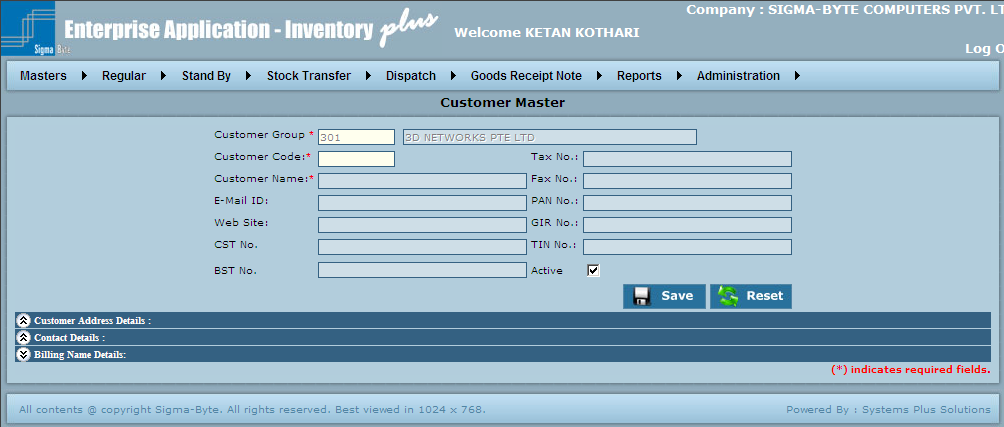 Company : SIGMA-BYTE COMPUTERS PVT.
Enterprise Application - Inventory plus
Welcome KETAN KOTHARI
Sigma Byte
Log
Masters Regular Stand By Stock Transfer Dispatch Goods Receipt Note Reports Administration
Customer Master
Customer Group * 301 3D NETWORKS PTE LTD
Customer Code:* Tax No.:
Customer Name:* Fax No.:
E-Mail ID: PAN No.:
Web Site: GIR No.:
CST No. TIN No.:
BST No. Active
Save Reset
Customer Address Details :
Contact Details :
Billing Name Details:
(*) indicates required fields.
All contents @ copyright Sigma-Byte. All rights reserved. Best viewed in 1024 x 768. Powered By : Systems Plus Solutions